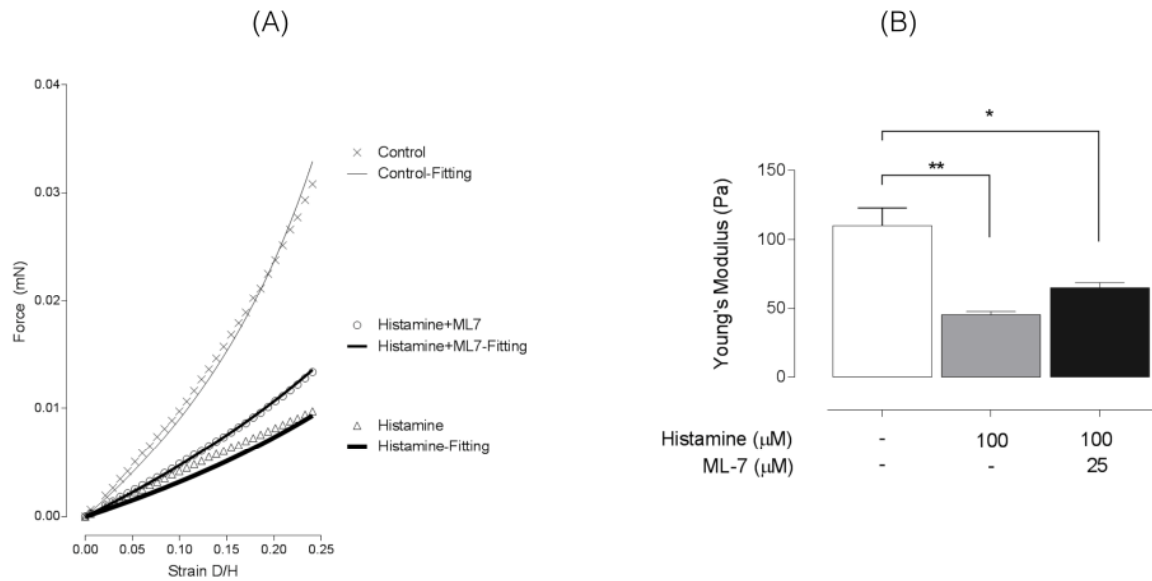 (A)
(B)
0.04
0.03
0.02
0.01
0.00
Force (mN)
0.00 0.05 0.10 0.15 0.20 0.25
Strain D/H
Control
Control-Fitting
Histamine+ML7
Histamine+ML7-Fitting
Histamine
Histamine-Fitting
*
**
150
100
50
0
Young's Modulus (Pa)
Histamine (μM) - 100 100
ML-7 (μM) - - 25